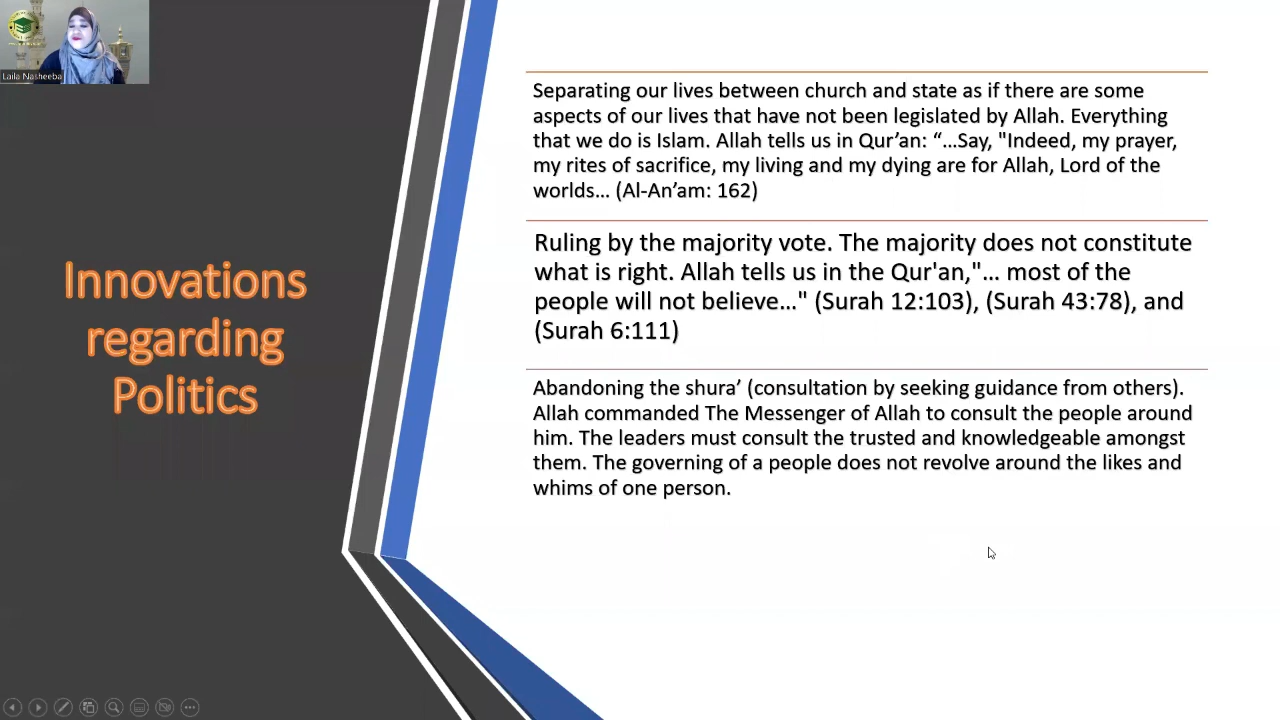 Laila Nasheeba
Innovations
regarding
Politics
Separating our lives between church and state as if there are some
aspects of our lives that have not been legislated by Allah. Everything
that we do is Islam. Allah tells us in Qur’an: “…Say, "Indeed, my prayer,
my rites of sacrifice, my living and my dying are for Allah, Lord of the
worlds… (Al-An’am: 162)
Ruling by the majority vote. The majority does not constitute
what is right. Allah tells us in the Qur'an,"… most of the
people will not believe…" (Surah 12:103), (Surah 43:78), and
(Surah 6:111)
Abandoning the shura’ (consultation by seeking guidance from others).
Allah commanded The Messenger of Allah to consult the people around
him. The leaders must consult the trusted and knowledgeable amongst
them. The governing of a people does not revolve around the likes and
whims of one person.